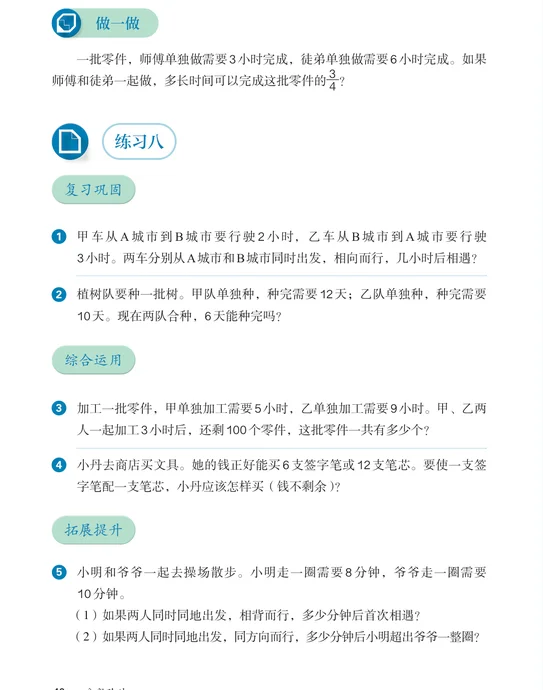 做一做
一批零件，师傅单独做需要3小时完成，徒弟单独做需要6小时完成。如果
师傅和徒弟一起做，多长时间可以完成这批零件的3/4？
练习八
复习巩固
1 甲车从A城市到B城市要行驶2小时，乙车从B城市到A城市要行驶
3小时。两车分别从A城市和B城市同时出发，相向而行，几小时后相遇？
2 植树队要种一批树。甲队单独种，种完需要12天；乙队单独种，种完需要
10天。现在两队合种，6天能种完吗？
综合运用
3 加工一批零件，甲单独加工需要5小时，乙单独加工需要9小时。甲、乙两
人一起加工3小时后，还剩100个零件，这批零件一共有多少个？
4 小丹去商店买文具。她的钱正好能买6支签字笔或12支笔芯。要使一支签
字笔配一支笔芯，小丹应该怎样买（钱不剩余）？
拓展提升
5 小明和爷爷一起去操场散步。小明走一圈需要8分钟，爷爷走一圈需要
10分钟。
（1）如果两人同时同地出发，相背而行，多少分钟后首次相遇？
（2）如果两人同时同地出发，同方向而行，多少分钟后小明超出爷爷一整圈？